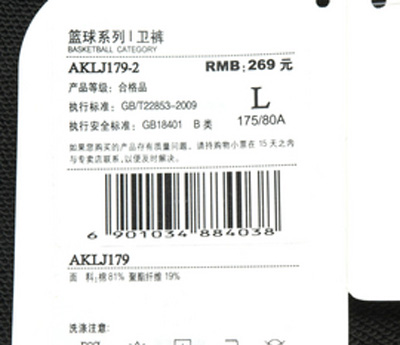 篮球系列 | 卫裤
BASKETBALL CATEGORY
AKLJ179-2 RMB:269 元
产品等级: 合格品
执行标准: GB/T22853-2009 L
执行安全标准: GB18401 B 类 175/80A
如果您购买的产品存有质量问题, 请持购物小票在 15 天之内
与专卖店联系,以便及时解决。
6 901034 884038
AKLJ179
面 料:棉81% 聚酯纤维19%
洗涤注意: